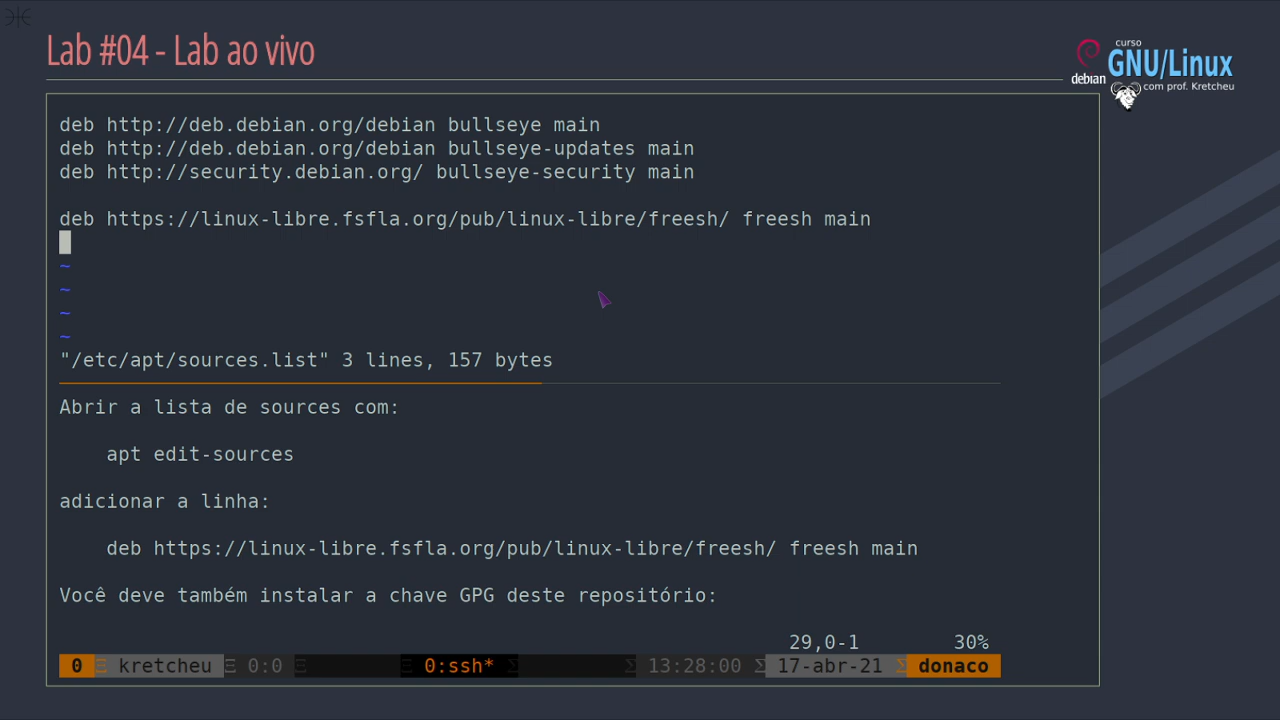 Lab #04 - Lab ao vivo
curso
GNU/Linux
debian
com prof. Kretcheu
deb http://deb.debian.org/debian bullseye main
deb http://deb.debian.org/debian bullseye-updates main
deb http://security.debian.org/ bullseye-security main
deb https://linux-libre.fsfla.org/pub/linux-libre/freesh/ freesh main
~
~
~
~
"/etc/apt/sources.list" 3 lines, 157 bytes
Abrir a lista de sources com:
apt edit-sources
adicionar a linha:
deb https://linux-libre.fsfla.org/pub/linux-libre/freesh/ freesh main
Você deve também instalar a chave GPG deste repositório:
29,0-1 30%
0 Ξ kretcheu Ξ 0:0 Ξ Ξ 0:ssh* Σ Σ 13:28:00 Σ 17-abr-21 Σ donaco